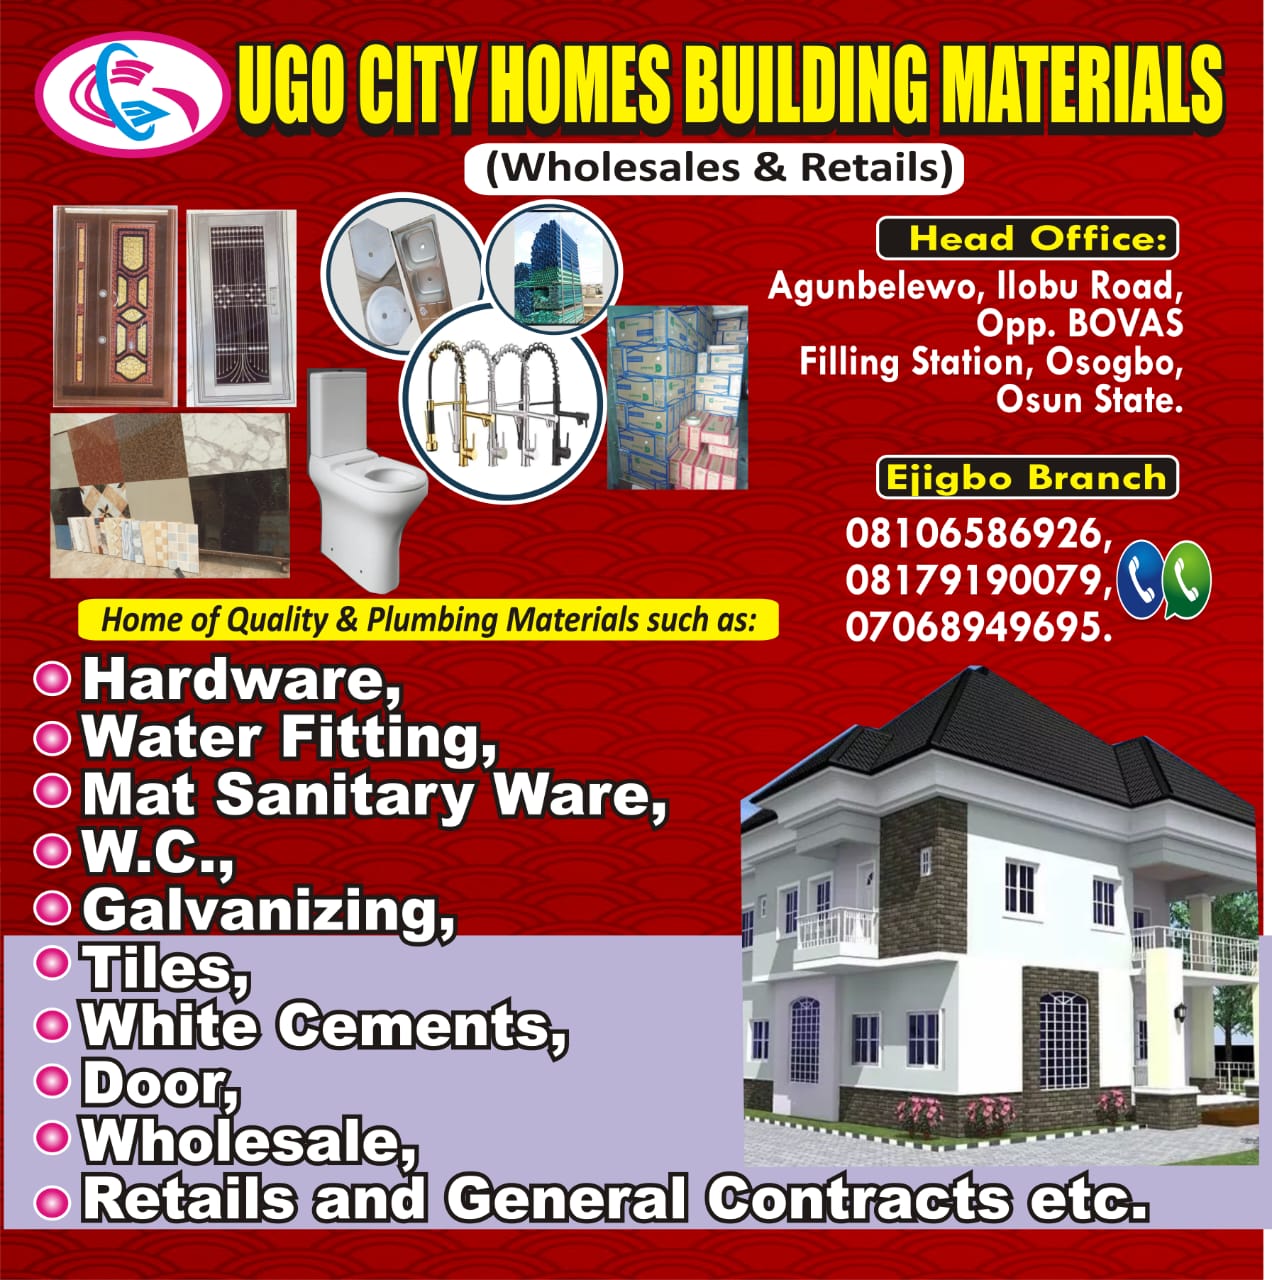 UGO CITY HOMES BUILDING MATERIALS
(Wholesales & Retails)
Head Office:
Agunbelewo, Ilobu Road,
Opp. BOVAS
Filling Station, Osogbo,
Osun State.
Ejigbo Branch
08106586926,
08179190079,
07068949695.
Home of Quality & Plumbing Materials such as:
Hardware,
Water Fitting,
Mat Sanitary Ware,
W.C.,
Galvanizing,
Tiles,
White Cements,
Door,
Wholesale,
Retails and General Contracts etc.